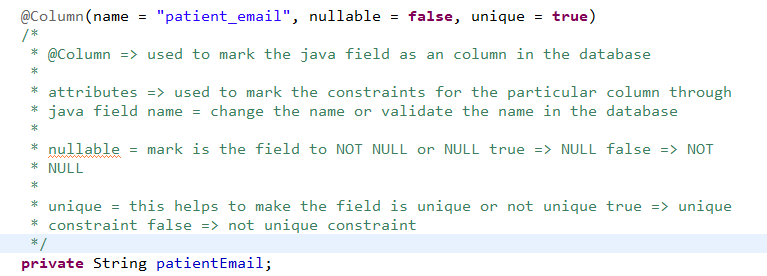 @Column(name = "patient_email", nullable = false, unique = true)
/*
* @Column => used to mark the java field as an column in the database
*
* attributes => used to mark the constraints for the particular column through
* java field name = change the name or validate the name in the database
*
* nullable = mark is the field to NOT NULL or NULL true => NULL false => NOT
* NULL
*
* unique = this helps to make the field is unique or not unique true => unique
* constraint false => not unique constraint
*/
private String patientEmail;